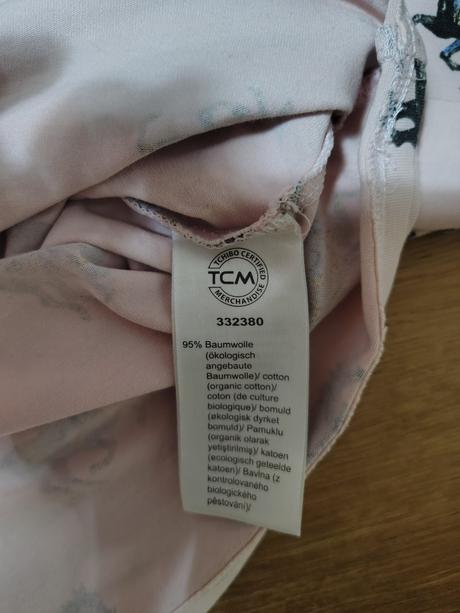 TCHIBO CERTIFIED
TCM
MERCHANDISE
332380
95% Baumwolle
(ökologisch
angebaute
Baumwolle)/ cotton
(organic cotton)/
coton (de culture
biologique)/ bomuld
(økologisk dyrket
bomuld)/ Pamuklu
(organik olarak
yetiştirilmiş)/ katoen
(ecologisch geteelde
katoen)/ Bavlna (z
kontrolovaného
biologického
pěstování)/